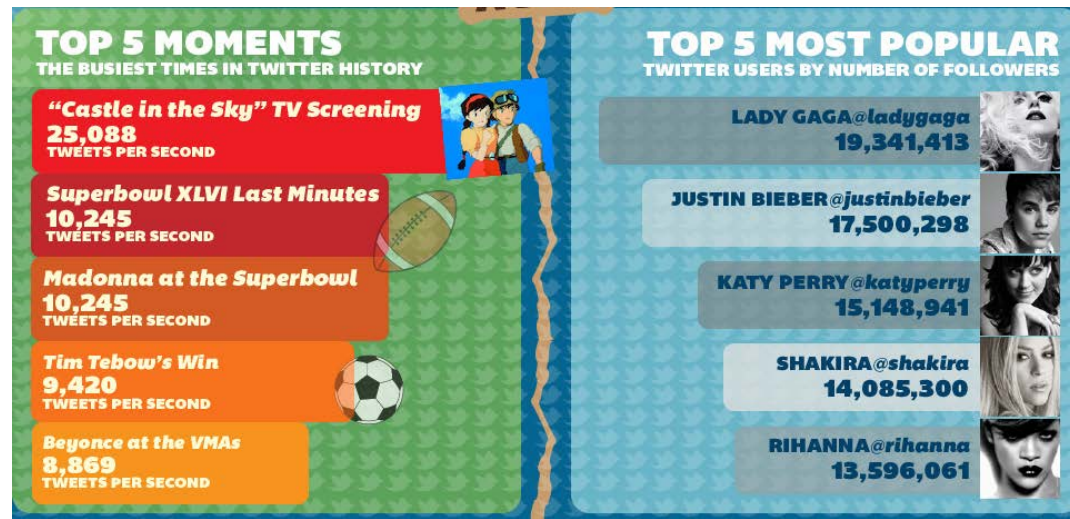 TOP 5 MOMENTS
THE BUSIEST TIMES IN TWITTER HISTORY
“Castle in the Sky” TV Screening
25,088
TWEETS PER SECOND
Superbowl XLVI Last Minutes
10,245
TWEETS PER SECOND
Madonna at the Superbowl
10,245
TWEETS PER SECOND
Tim Tebow’s Win
9,420
TWEETS PER SECOND
Beyonce at the VMAs
8,869
TWEETS PER SECOND
TOP 5 MOST POPULAR
TWITTER USERS BY NUMBER OF FOLLOWERS
LADY GAGA@ladygaga
19,341,413
JUSTIN BIEBER@justinbieber
17,500,298
KATY PERRY@katyperry
15,148,941
SHAKIRA@shakira
14,085,300
RIHANNA@rihanna
13,596,061